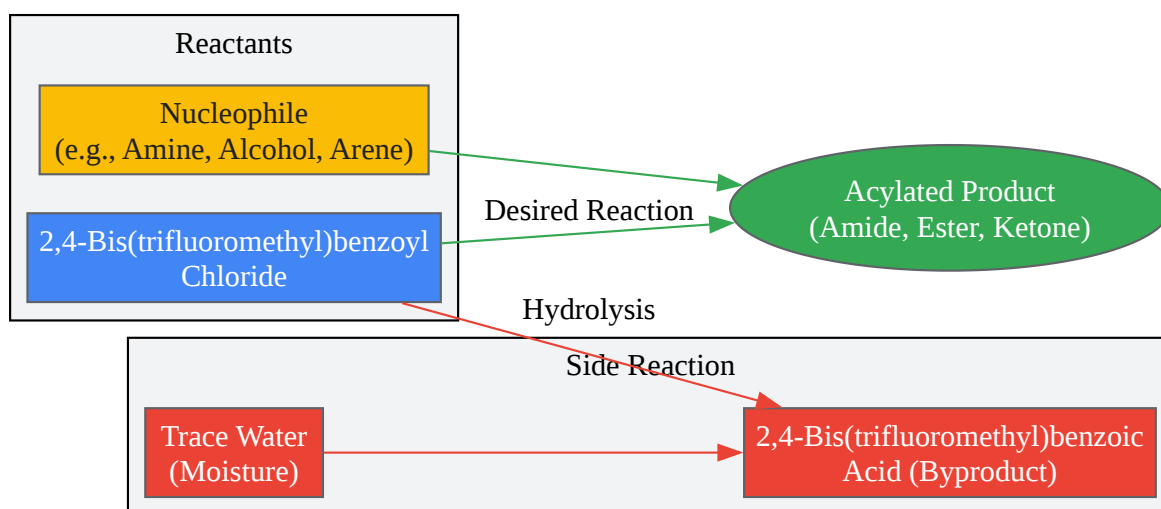 Reactants
Nucleophile
(e.g., Amine, Alcohol, Arene)
2,4-Bis(trifluoromethyl)benzoyl
Chloride
Desired Reaction
Acylated Product
(Amide, Ester, Ketone)
Hydrolysis
Side Reaction
Trace Water
(Moisture)
2,4-Bis(trifluoromethyl)benzoic
Acid (Byproduct)